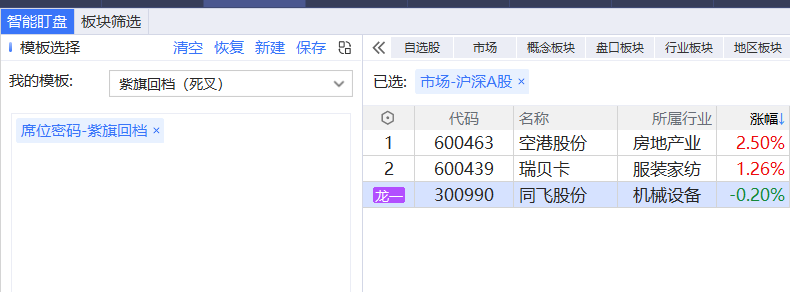 智能盯盘 板块筛选
模板选择 清空 恢复 新建 保存
我的模板: 紫旗回档（死叉）
席位密码-紫旗回档 ×
自选股 市场 概念板块 盘口板块 行业板块 地区板块
已选: 市场-沪深A股 ×
代码 名称 所属行业 涨幅↓
1 600463 空港股份 房地产业 2.50%
2 600439 瑞贝卡 服装家纺 1.26%
龙一 300990 同飞股份 机械设备 -0.20%